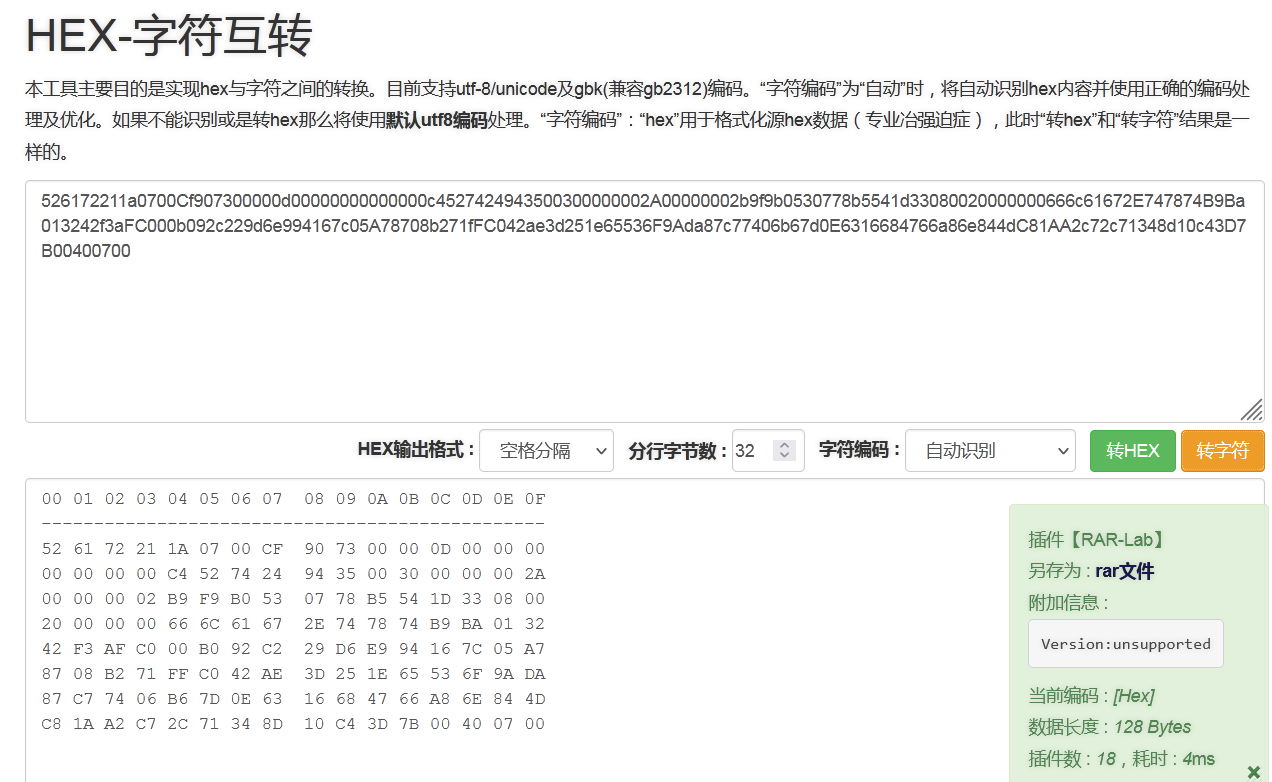 HEX-字符互转
本工具主要目的是实现hex与字符之间的转换。目前支持utf-8/unicode及gbk(兼容gb2312)编码。“字符编码”为“自动”时，将自动识别hex内容并使用正确的编码处
理及优化。如果不能识别或是转hex那么将使用默认utf8编码处理。“字符编码”：“hex”用于格式化源hex数据（专业冶强迫症），此时“转hex”和“转字符”结果是一
样的。
526172211a0700Cf907300000d00000000000000c4527424943500300000002A00000002b9f9b0530778b5541d33080020000000666c61672E747874B9Ba
013242f3aFC000b092c229d6e994167c05A78708b271fFC042ae3d251e65536F9Ada87c77406b67d0E6316684766a86e844dC81AA2c72c71348d10c43D7
B00400700
HEX输出格式： 空格分隔 分行字节数： 32 字符编码： 自动识别 转HEX 转字符
00 01 02 03 04 05 06 07 08 09 0A 0B 0C 0D 0E 0F
------------------------------------------------
52 61 72 21 1A 07 00 CF 90 73 00 00 0D 00 00 00
00 00 00 00 C4 52 74 24 94 35 00 30 00 00 00 2A
00 00 00 02 B9 F9 B0 53 07 78 B5 54 1D 33 08 00
20 00 00 00 66 6C 61 67 2E 74 78 74 B9 BA 01 32
42 F3 AF C0 00 B0 92 C2 29 D6 E9 94 16 7C 05 A7
87 08 B2 71 FF C0 42 AE 3D 25 1E 65 53 6F 9A DA
87 C7 74 06 B6 7D 0E 63 16 68 47 66 A8 6E 84 4D
C8 1A A2 C7 2C 71 34 8D 10 C4 3D 7B 00 40 07 00
插件【RAR-Lab】
另存为：rar文件
附加信息：
Version:unsupported
当前编码：[Hex]
数据长度：128 Bytes
插件数：18，耗时：4ms